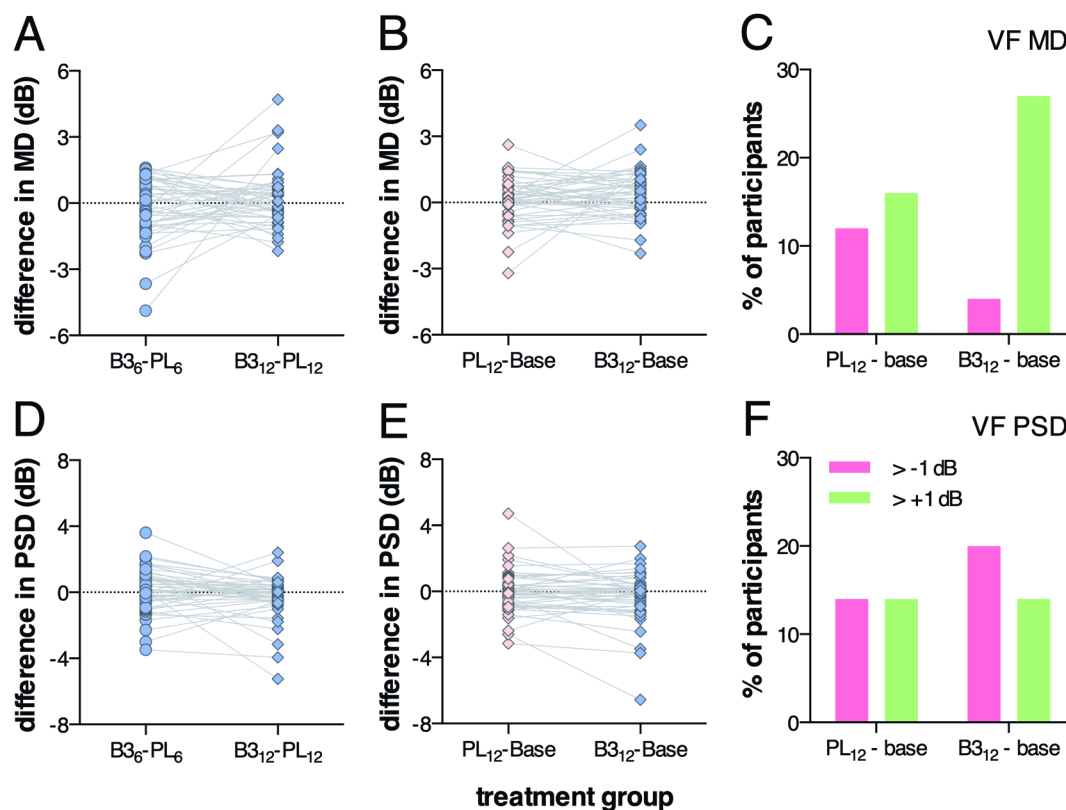 A
difference in MD (dB)
6
3
0
-3
-6
B3₆-PL₆
B3₁₂-PL₁₂
B
difference in MD (dB)
6
3
0
-3
-6
PL₁₂-Base
B3₁₂-Base
C
VF MD
% of participants
30
20
10
0
PL₁₂ - base
B3₁₂ - base
D
difference in PSD (dB)
8
4
0
-4
-8
B3₆-PL₆
B3₁₂-PL₁₂
E
difference in PSD (dB)
8
4
0
-4
-8
PL₁₂-Base
B3₁₂-Base
F
VF PSD
> -1 dB
> +1 dB
% of participants
30
20
10
0
PL₁₂ - base
B3₁₂ - base
treatment group